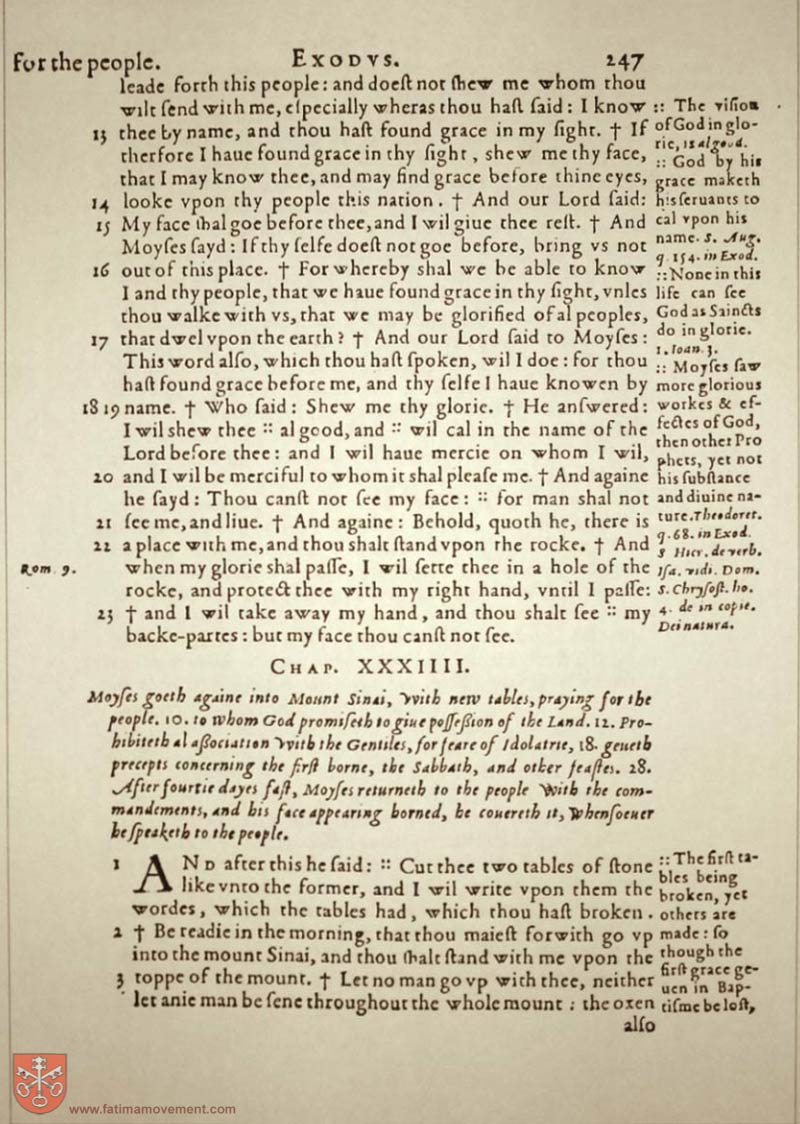 for the people.
EXODVS.
247
leade forth this people: and doeſt not ſhew me whom thou
wilt ſend with me, eſpecially wheras thou haſt ſaid: I know
13 thee by name, and thou haſt found grace in my ſight. † If
therfore I haue found grace in thy ſight, shew me thy face,
that I may know thee, and may find grace before thine eyes,
14 looke vpon thy people this nation. † And our Lord ſaid:
15 My face ſhal goe before thee, and I wil giue thee reſt. † And
Moyſes ſayd: If thy ſelfe doeſt not goe before, bring vs not
16 out of this place. † For whereby shal we be able to know
I and thy people, that we haue found grace in thy ſight, vnles
thou walke with vs, that we may be glorified of al peoples,
17 that dwel vpon the earth? † And our Lord ſaid to Moyſes:
This word alſo, which thou haſt ſpoken, wil I doe: for thou
haſt found grace before me, and thy ſelfe I haue knowen by
18 19 name. † Who ſaid: Shew me thy glorie. † He anſwered:
I wil shew thee :: al good, and :: wil cal in the name of the
Lord before thee: and I wil haue mercie on whom I wil,
20 and I wil be merciful to whom it shal pleaſe me. † And againe
he ſayd: Thou canſt not ſee my face: :: for man shal not
21 ſee me, and liue. † And againe: Behold, quoth he, there is
22 a place with me, and thou shalt ſtand vpon the rocke. † And
when my glorie shal paſſe, I wil ſette thee in a hole of the
rocke, and protect thee with my right hand, vntil I paſſe:
23 † and I wil take away my hand, and thou shalt ſee :: my
backe-partes: but my face thou canſt not ſee.
:: The viſion
of God in glo-
rie, is al good.
:: God by his
grace maketh
his ſeruants to
cal vpon his
name. S. Aug.
q. 154. in Exod.
:: None in this
life can ſee
God as Saincts
do in glorie.
1. Ioan. 3.
:: Moyſes ſaw
more glorious
workes & ef-
fectes of God,
then other Pro
phets, yet not
his ſubſtance
and diuine na-
ture. Theodoret.
q. 68. in Exod.
S Hier. de verb.
Iſa. vidi. Dom.
S. Chryſoſt. ho.
4. de in copre.
Dei natura.
Rom 9.
CHAP. XXXIIII.
Moyſes goeth againe into Mount Sinai, with new tables, praying for the
people. 10. to whom God promiſeth to giue poſſeßion of the Land. 12. Pro-
hibiteth al aßociation with the Gentiles, for feare of Idolatrie, 18. geueth
precepts concerning the firſt borne, the Sabbath, and other feaſtes. 28.
After fourtie dayes faſt, Moyſes returneth to the people with the com-
mandements, and his face appearing horned, he couereth it, whenſoeuer
he ſpeaketh to the people.
1 AND after this he ſaid: :: Cut thee two tables of ſtone
like vnto the former, and I wil write vpon them the
wordes, which the tables had, which thou haſt broken.
2 † Be readie in the morning, that thou maieſt forwith go vp
into the mount Sinai, and thou ſhalt ſtand with me vpon the
3 toppe of the mount. † Let no man go vp with thee, neither
let anie man be ſene throughout the whole mount: the oxen
alſo
:: The firſt ta-
bles being
broken, yet
others are
made: ſo
though the
firſt grace ge-
uen in Bap-
tiſme be loſt,
www.fatimamovement.com